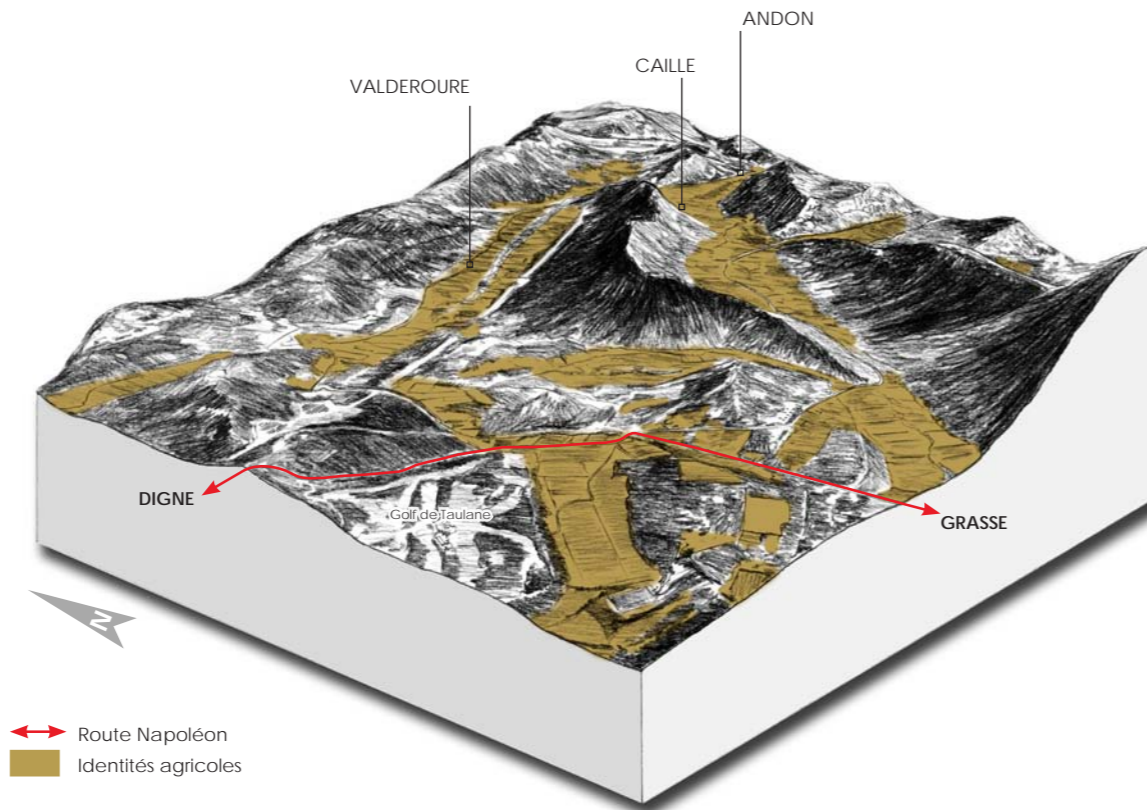 ANDON
CAILLE
VALDEROURE
DIGNE
Golf de Taulane
GRASSE
N
Route Napoléon
Identités agricoles